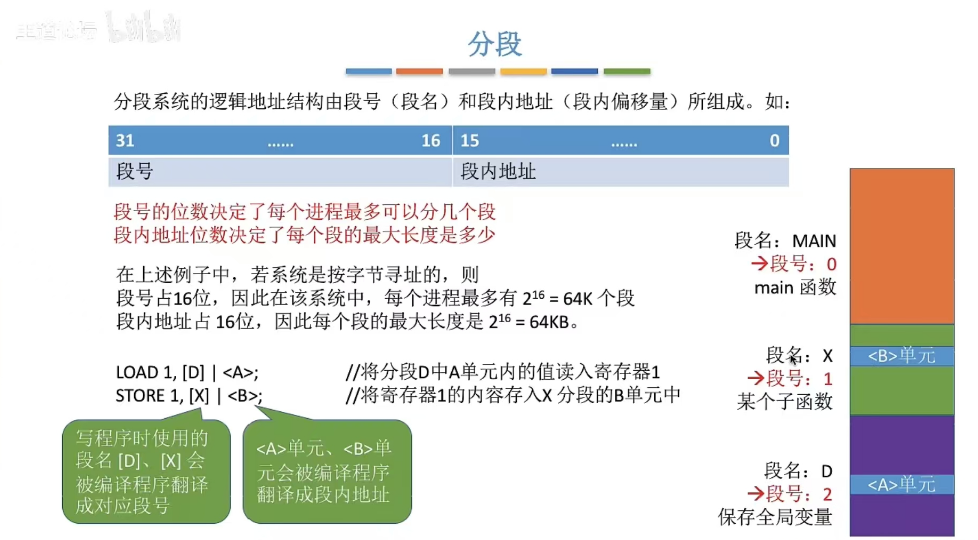 分段
分段系统的逻辑地址结构由段号（段名）和段内地址（段内偏移量）所组成。如：
31 …… 16 15 …… 0
段号 段内地址
段号的位数决定了每个进程最多可以分几个段
段内地址位数决定了每个段的最大长度是多少
在上述例子中，若系统是按字节寻址的，则
段号占16位，因此在该系统中，每个进程最多有 2¹⁶ = 64K 个段
段内地址占 16位，因此每个段的最大长度是 2¹⁶ = 64KB。
LOAD 1, [D] | <A>; //将分段D中A单元内的值读入寄存器1
STORE 1, [X] | <B>; //将寄存器1的内容存入X 分段的B单元中
写程序时使用的
段名 [D]、[X] 会
被编译程序翻译
成对应段号
<A>单元、<B>单
元会被编译程序
翻译成段内地址
段名：MAIN
→段号：0
main 函数
段名：X
→段号：1
某个子函数
<B>单元
段名：D
→段号：2
保存全局变量
<A>单元